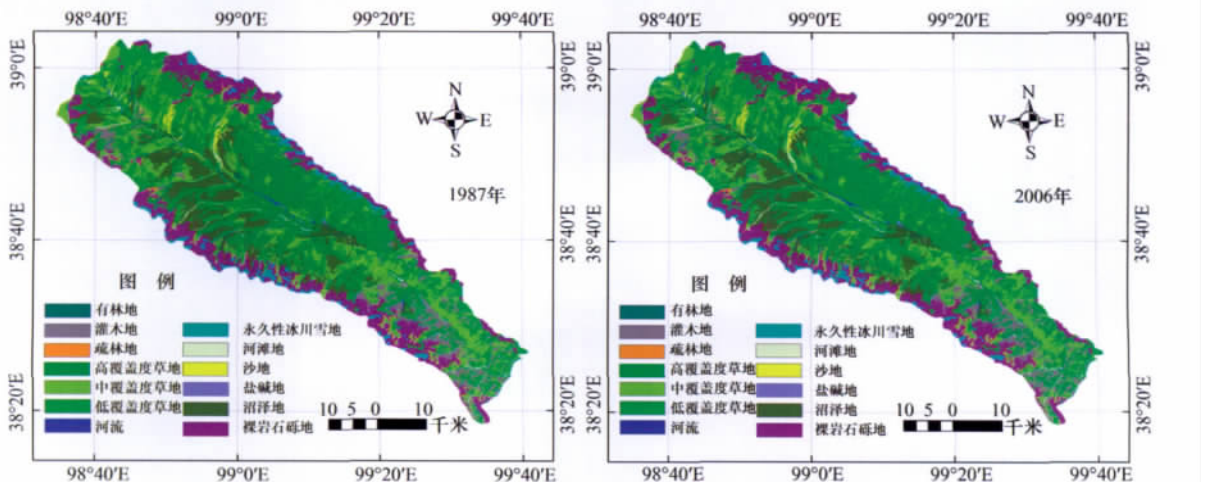 98°40′E 99°0′E 99°20′E 99°40′E
39°0′E
39°0′E
N
W E
S
1987年
38°40′E
38°40′E
图 例
有林地
灌木地
疏林地
高覆盖度草地
中覆盖度草地
低覆盖度草地
河流
永久性冰川雪地
河滩地
沙地
盐碱地
沼泽地
裸岩石砾地
10 5 0 10
千米
38°20′E
38°20′E
98°40′E 99°0′E 99°20′E 99°40′E
98°40′E 99°0′E 99°20′E 99°40′E
39°0′E
39°0′E
N
W E
S
2006年
38°40′E
38°40′E
图 例
有林地
灌木地
疏林地
高覆盖度草地
中覆盖度草地
低覆盖度草地
河流
永久性冰川雪地
河滩地
沙地
盐碱地
沼泽地
裸岩石砾地
10 5 0 10
千米
38°20′E
38°20′E
98°40′E 99°0′E 99°20′E 99°40′E